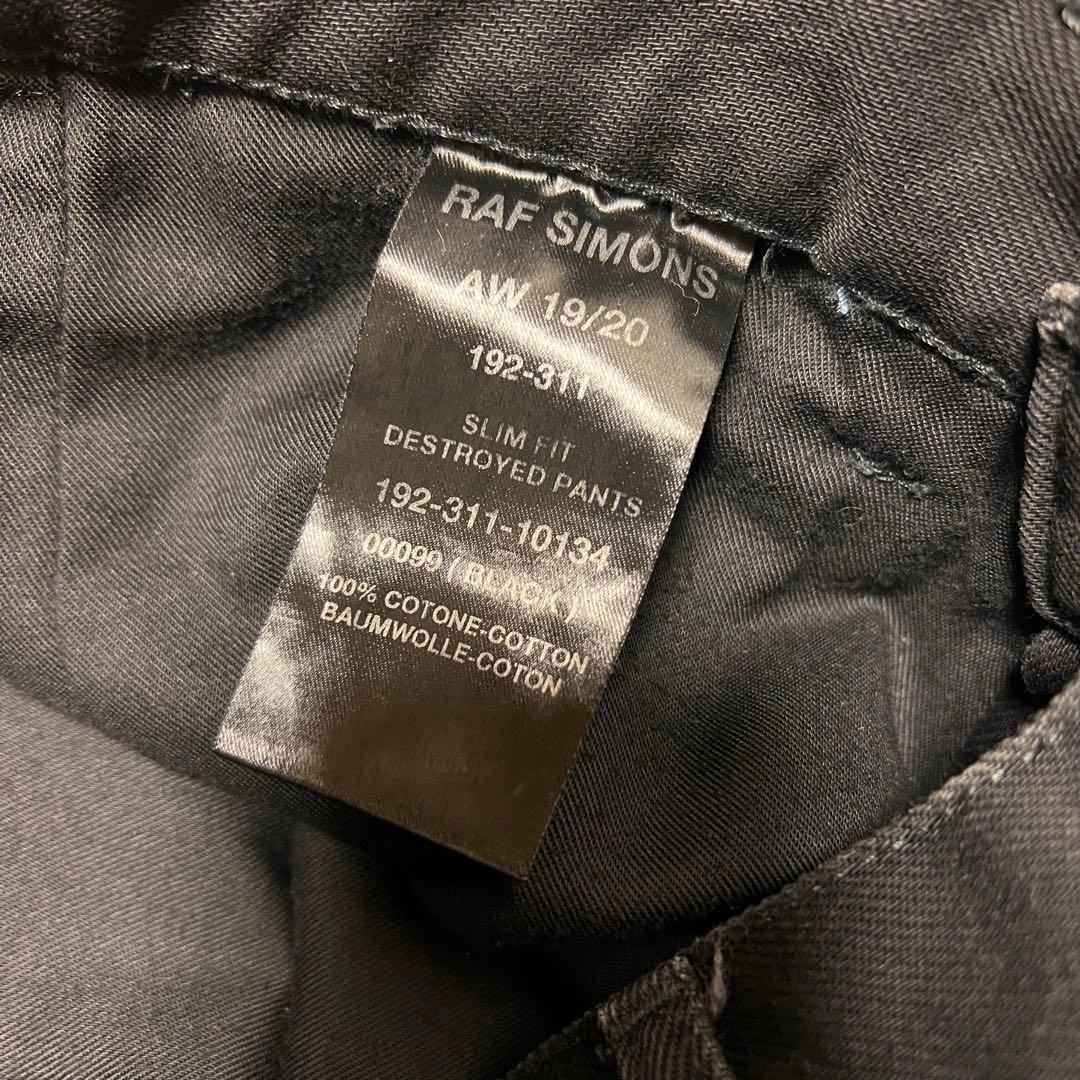 RAF SIMONS
AW 19/20
192-311
SLIM FIT
DESTROYED PANTS
192-311-10134
00099 ( BLACK )
100% COTONE-COTTON
BAUMWOLLE-COTON